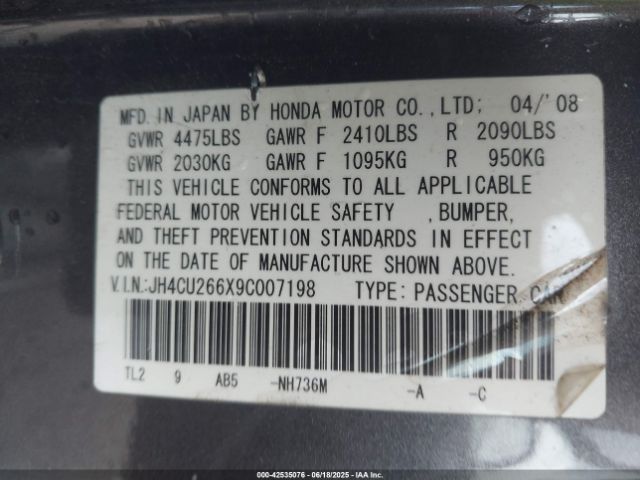 MFD. IN JAPAN BY HONDA MOTOR CO.,LTD; 04/'08
GVWR 4475LBS GAWR F 2410LBS R 2090LBS
GVWR 2030KG GAWR F 1095KG R 950KG
THIS VEHICLE CONFORMS TO ALL APPLICABLE
FEDERAL MOTOR VEHICLE SAFETY ,BUMPER,
AND THEFT PREVENTION STANDARDS IN EFFECT
ON THE DATE OF MANUFACTURE SHOWN ABOVE.
V.I.N.:JH4CU266X9C007198 TYPE: PASSENGER CAR
TL2 9 AB5 -NH736M -A -C
000-42535076 - 06/18/2025 - IAA Inc.